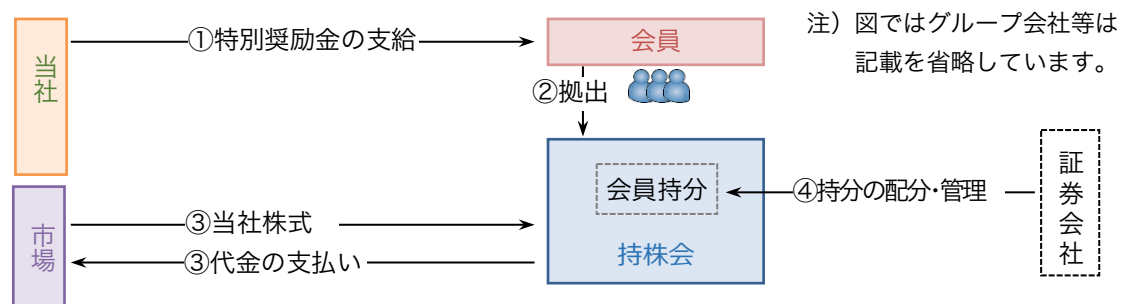 当社
①特別奨励金の支給
会員
注）図ではグループ会社等は
記載を省略しています。
②拠出
会員持分
④持分の配分･管理
証券会社
市場
③当社株式
持株会
③代金の支払い